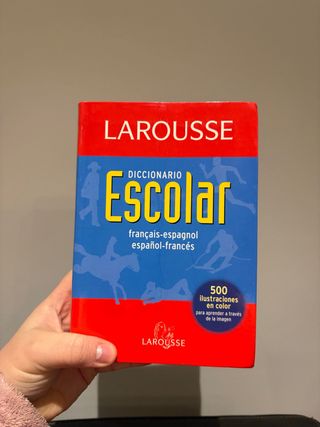 LAROUSSE
DICCIONARIO
Escolar
français-espagnol
español-francés
500
ilustraciones
en color
para aprender a través
de la imagen
LAROUSSE